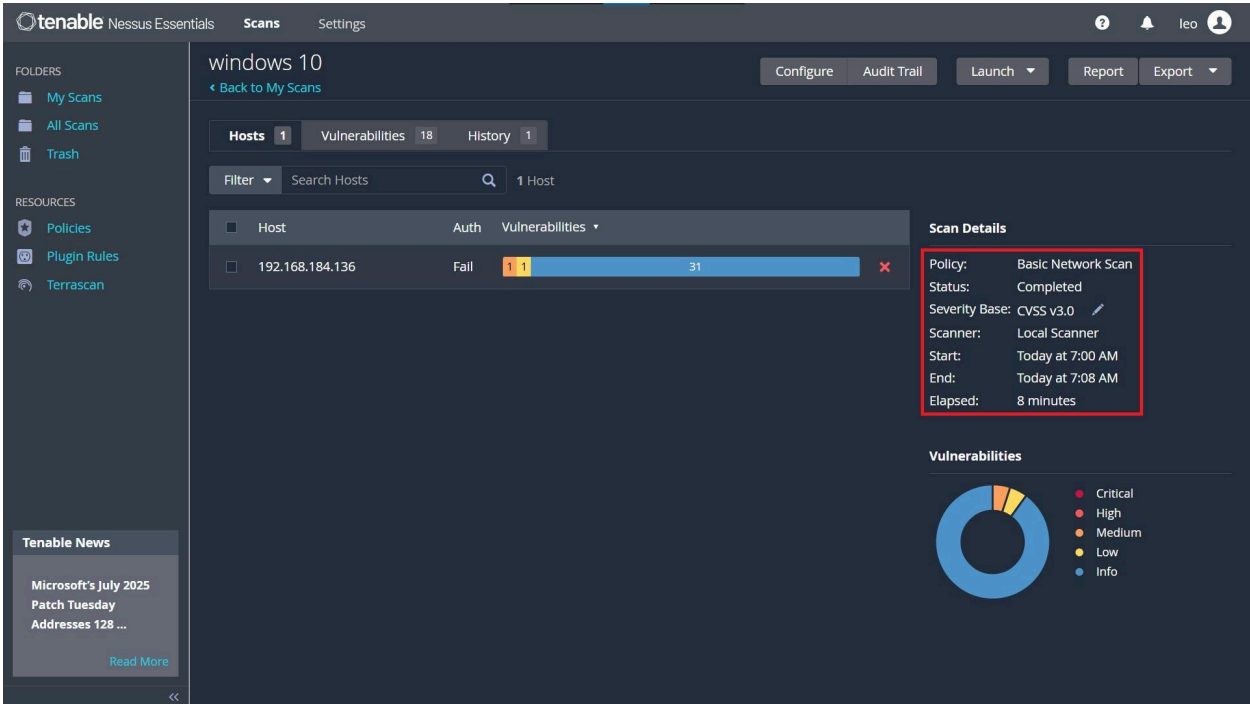 tenable Nessus Essentials Scans Settings leo
FOLDERS
My Scans
All Scans
Trash
RESOURCES
Policies
Plugin Rules
Terrascan
Tenable News
Microsoft's July 2025
Patch Tuesday
Addresses 128 ...
Read More
windows 10
Back to My Scans
Configure Audit Trail Launch Report Export
Hosts 1 Vulnerabilities 18 History 1
Filter Search Hosts 1 Host
Host Auth Vulnerabilities
192.168.184.136 Fail 1 1 31
Scan Details
Policy: Basic Network Scan
Status: Completed
Severity Base: CVSS v3.0
Scanner: Local Scanner
Start: Today at 7:00 AM
End: Today at 7:08 AM
Elapsed: 8 minutes
Vulnerabilities
Critical
High
Medium
Low
Info